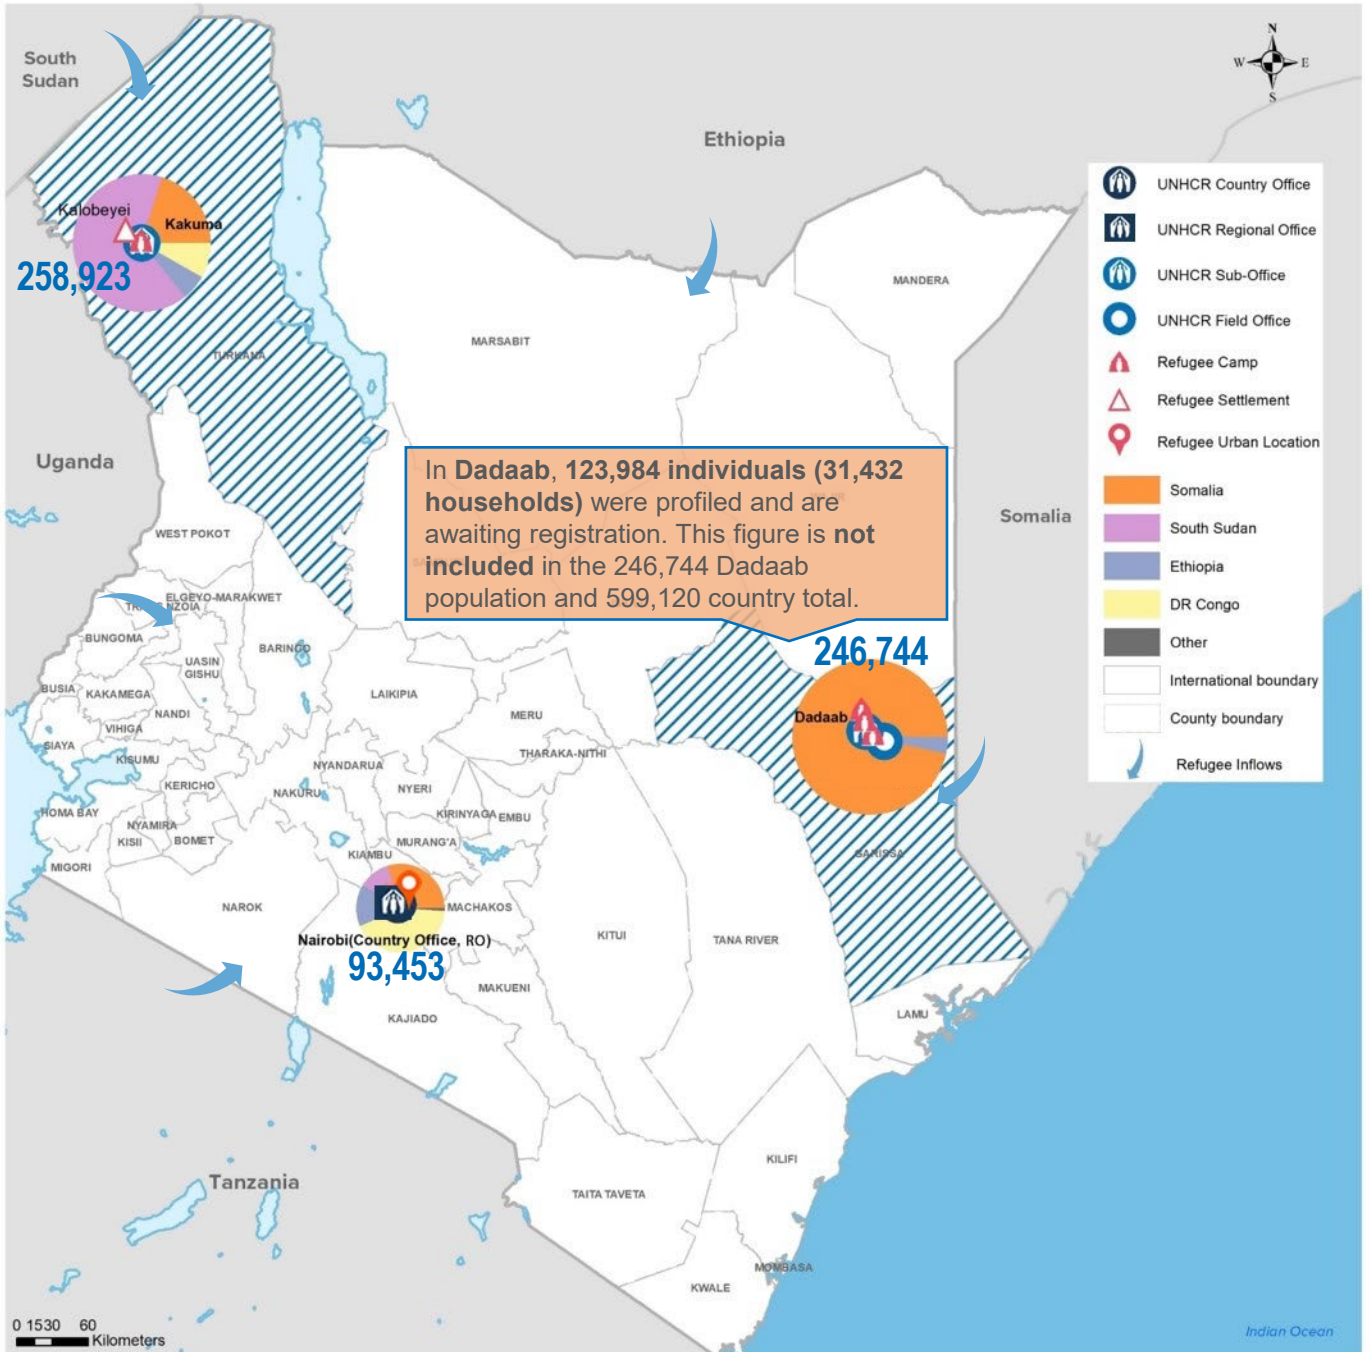 South
Sudan
N
W
E
S
Ethiopia
UNHCR Country Office
UNHCR Regional Office
UNHCR Sub-Office
UNHCR Field Office
Refugee Camp
Refugee Settlement
Refugee Urban Location
Somalia
South Sudan
Ethiopia
DR Congo
Other
International boundary
County boundary
Refugee Inflows
Kalobeyei
Kakuma
258,923
TURKANA
MARSABIT
MANDERA
Uganda
Somalia
In Dadaab, 123,984 individuals (31,432
households) were profiled and are
awaiting registration. This figure is not
included in the 246,744 Dadaab
population and 599,120 country total.
246,744
Dadaab
GARISSA
WEST POKOT
ELGEYO-MARAKWET
NZOIA
BUNGOMA
UASIN
GISHU
BARINGO
BUSIA
KAKAMEGA
LAIKIPIA
NANDI
VIHIGA
MERU
SIAYA
KISUMU
NYANDARUA
THARAKA-NITHI
KERICHO
NAKURU
NYERI
HOMA BAY
NYAMIRA
KIRINYAGA
EMBU
KISII
BOMET
MURANG'A
KIAMBU
MIGORI
NAROK
MACHAKOS
Nairobi(Country Office, RO)
93,453
KITUI
TANA RIVER
MAKUENI
KAJIADO
LAMU
Tanzania
TAITA TAVETA
KILIFI
MOMBASA
KWALE
0 1530 60
Kilometers
Indian Ocean